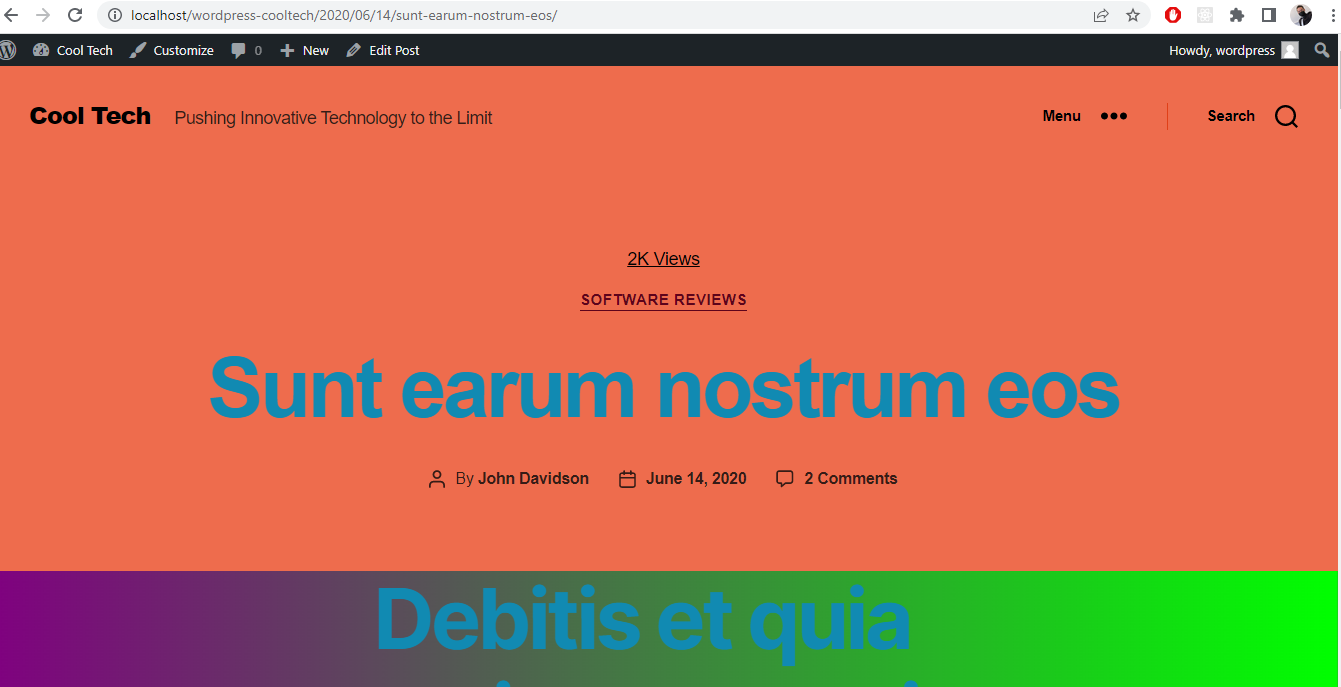 localhost/wordpress-cooltech/2020/06/14/sunt-earum-nostrum-eos/
Cool Tech Customize 0 New Edit Post Howdy, wordpress
Cool Tech Pushing Innovative Technology to the Limit Menu Search
2K Views
SOFTWARE REVIEWS
Sunt earum nostrum eos
By John Davidson June 14, 2020 2 Comments
Debitis et quia